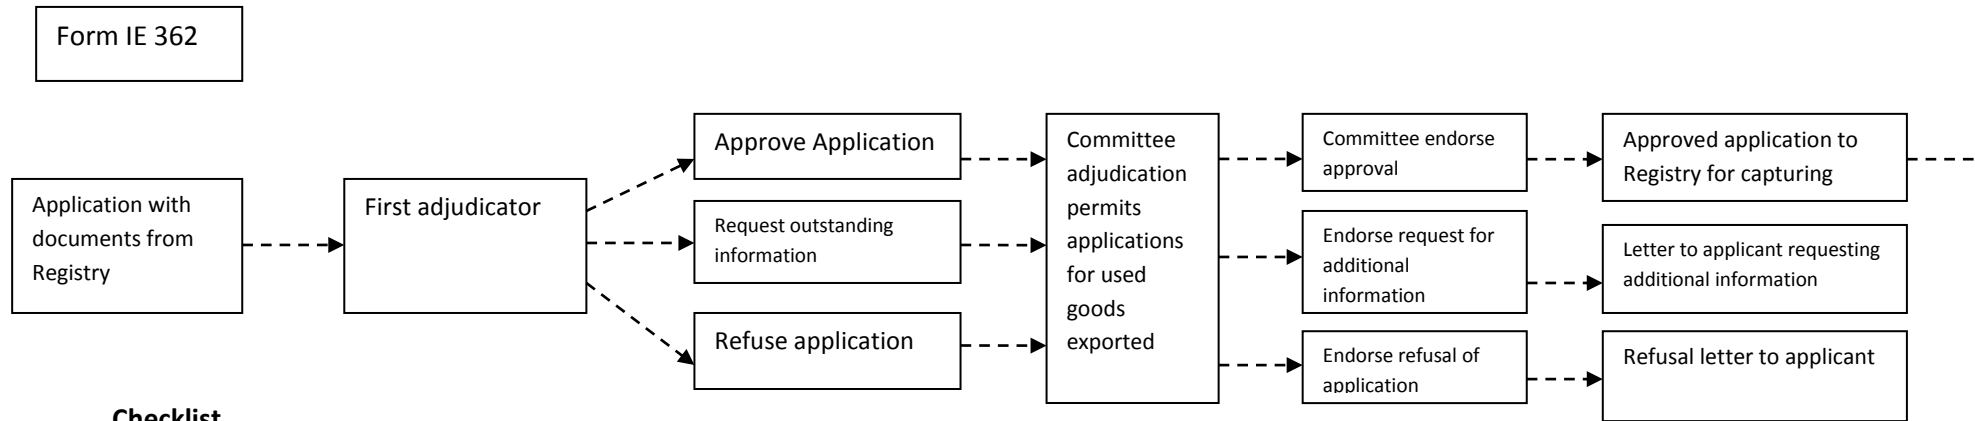 Form IE 362
Application with
documents from
Registry
First adjudicator
Approve Application
Request outstanding
information
Refuse application
Committee
adjudication
permits
applications
for used
goods
exported
Committee endorse
approval
Endorse request for
additional
information
Endorse refusal of
application
Approved application to
Registry for capturing
Letter to applicant requesting
additional information
Refusal letter to applicant
Checklist